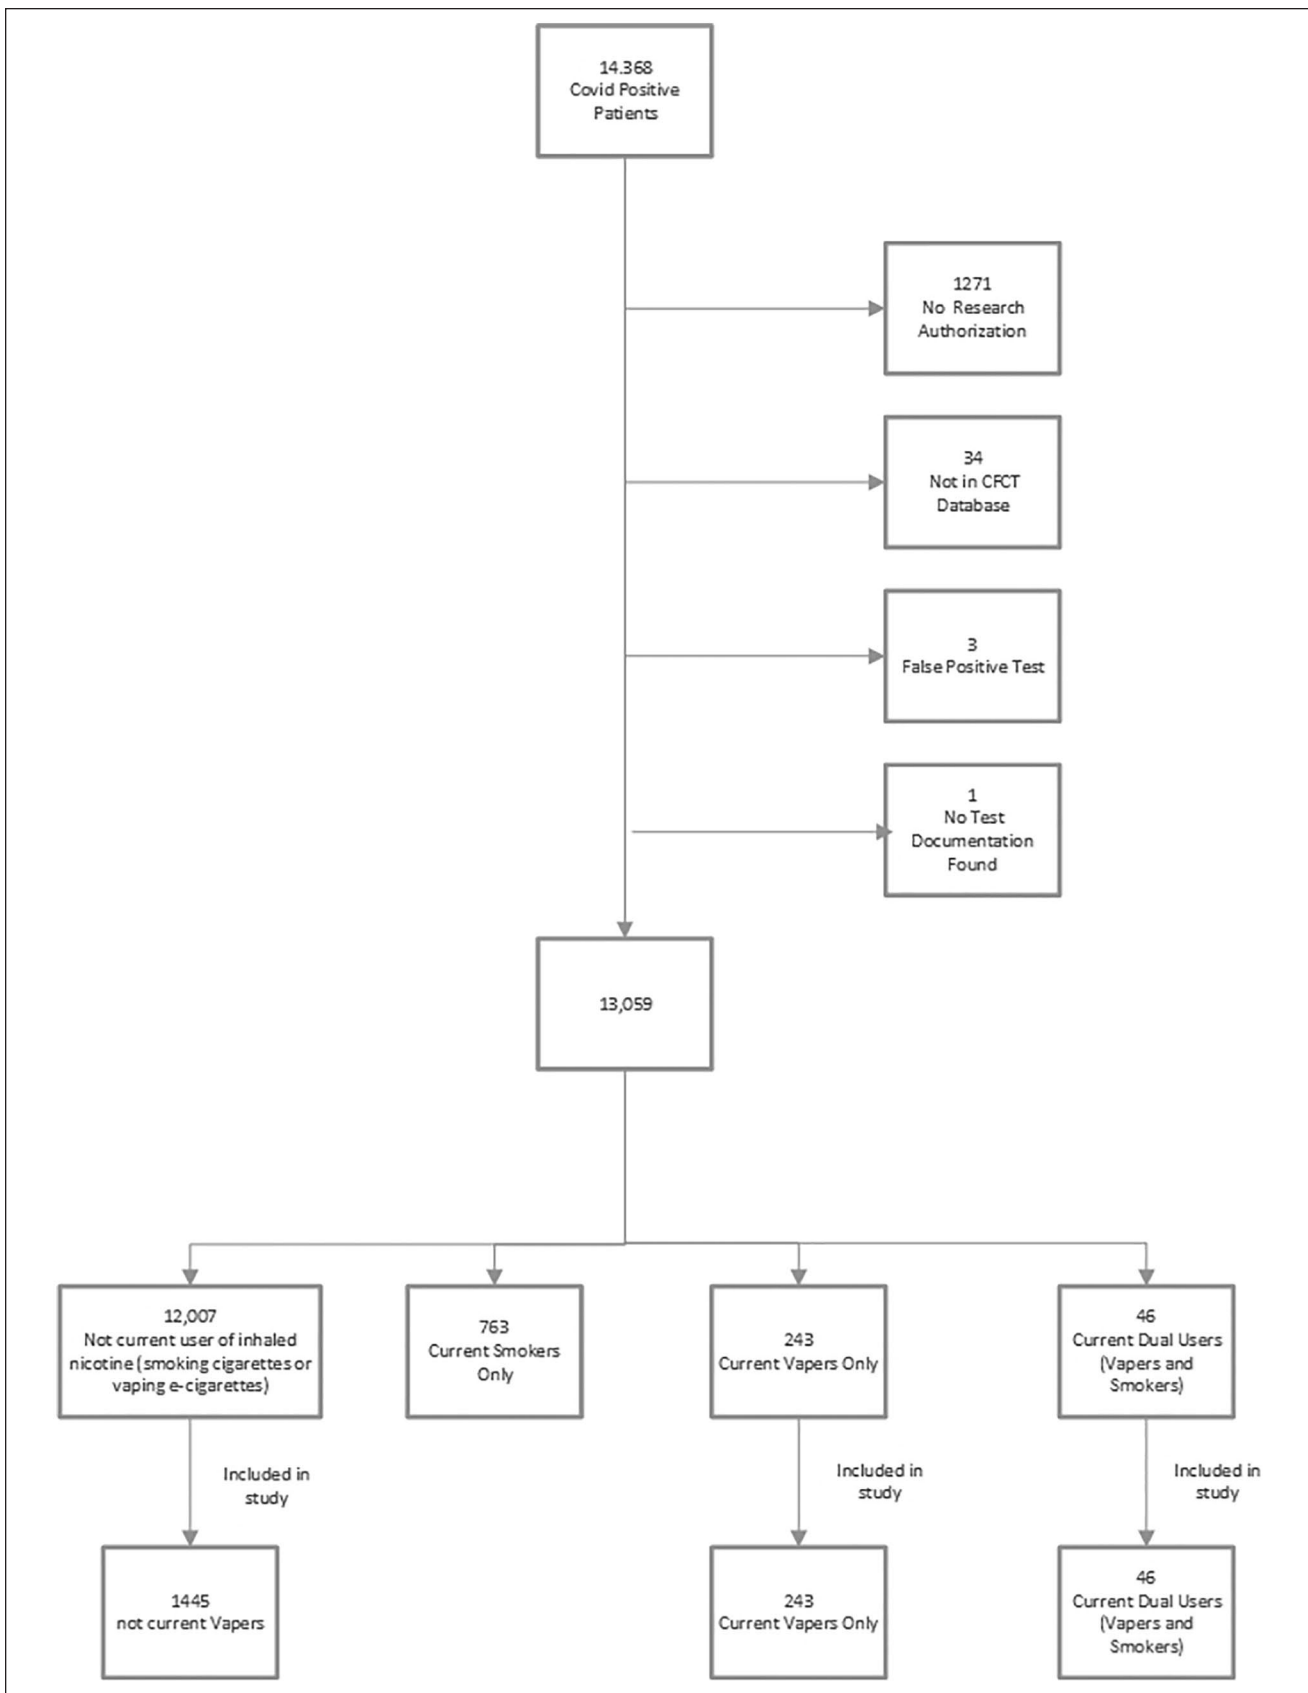 14.368
Covid Positive
Patients
1271
No Research
Authorization
34
Not in CFCT
Database
3
False Positive Test
1
No Test
Documentation
Found
13,059
12,007
Not current user of inhaled
nicotine (smoking cigarettes or
vaping e-cigarettes)
763
Current Smokers
Only
243
Current Vapers Only
46
Current Dual Users
(Vapers and
Smokers)
Included in
study
Included in
study
Included in
study
1445
not current Vapers
243
Current Vapers Only
46
Current Dual Users
(Vapers and
Smokers)